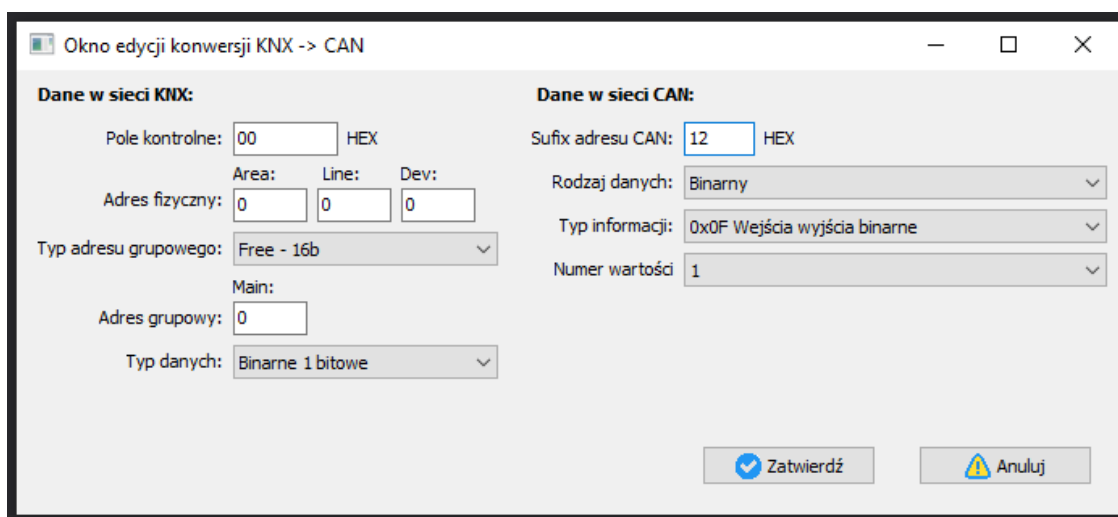 Okno edycji konwersji KNX -> CAN
Dane w sieci KNX:
Pole kontrolne: 00 HEX
Area: Line: Dev:
Adres fizyczny: 0 0 0
Typ adresu grupowego: Free - 16b
Main:
Adres grupowy: 0
Typ danych: Binarne 1 bitowe
Dane w sieci CAN:
Sufix adresu CAN: 12 HEX
Rodzaj danych: Binarny
Typ informacji: 0x0F Wejścia wyjścia binarne
Numer wartości 1
Zatwierdź
Anuluj